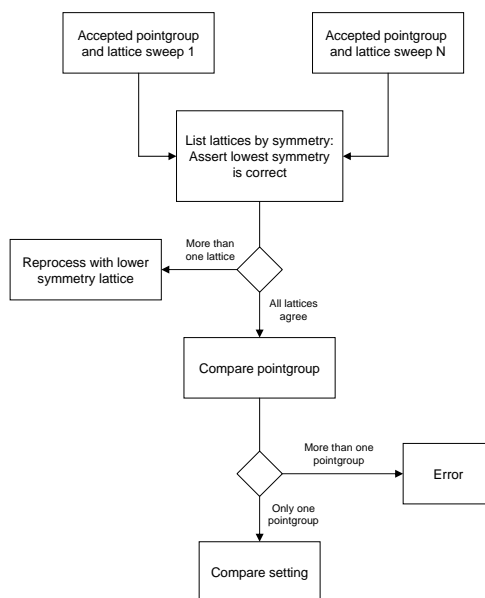 Accepted pointgroup
and lattice sweep 1
Accepted pointgroup
and lattice sweep N
List lattices by symmetry:
Assert lowest symmetry
is correct
More than
one lattice
Reprocess with lower
symmetry lattice
All lattices
agree
Compare pointgroup
More than one
pointgroup
Error
Only one
pointgroup
Compare setting